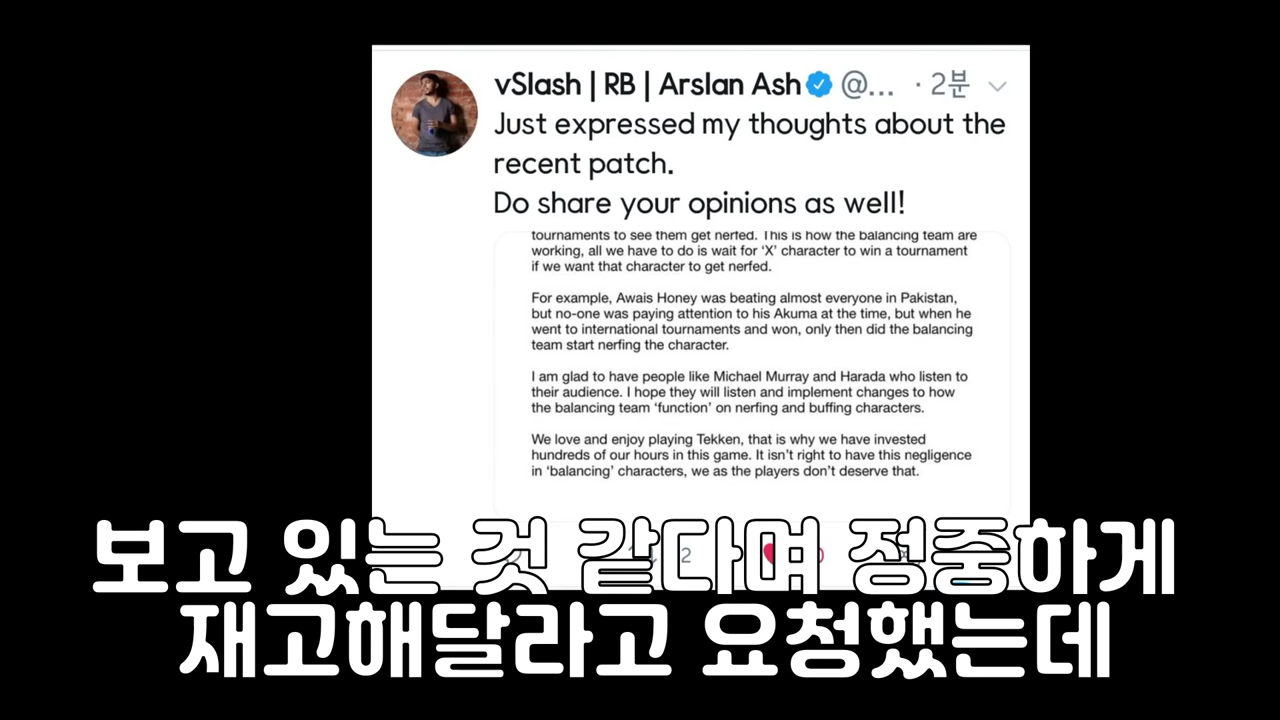 vSlash | RB | Arslan Ash @... · 2분
Just expressed my thoughts about the
recent patch.
Do share your opinions as well!
tournaments to see them get nerfed. This is how the balancing team are
working, all we have to do is wait for ‘X’ character to win a tournament
if we want that character to get nerfed.
For example, Awais Honey was beating almost everyone in Pakistan,
but no-one was paying attention to his Akuma at the time, but when he
went to international tournaments and won, only then did the balancing
team start nerfing the character.
I am glad to have people like Michael Murray and Harada who listen to
their audience. I hope they will listen and implement changes to how
the balancing team ‘function’ on nerfing and buffing characters.
We love and enjoy playing Tekken, that is why we have invested
hundreds of our hours in this game. It isn’t right to have this negligence
in ‘balancing’ characters, we as the players don’t deserve that.
2
보고 있는 것 같다며 정중하게
재고해달라고 요청했는데